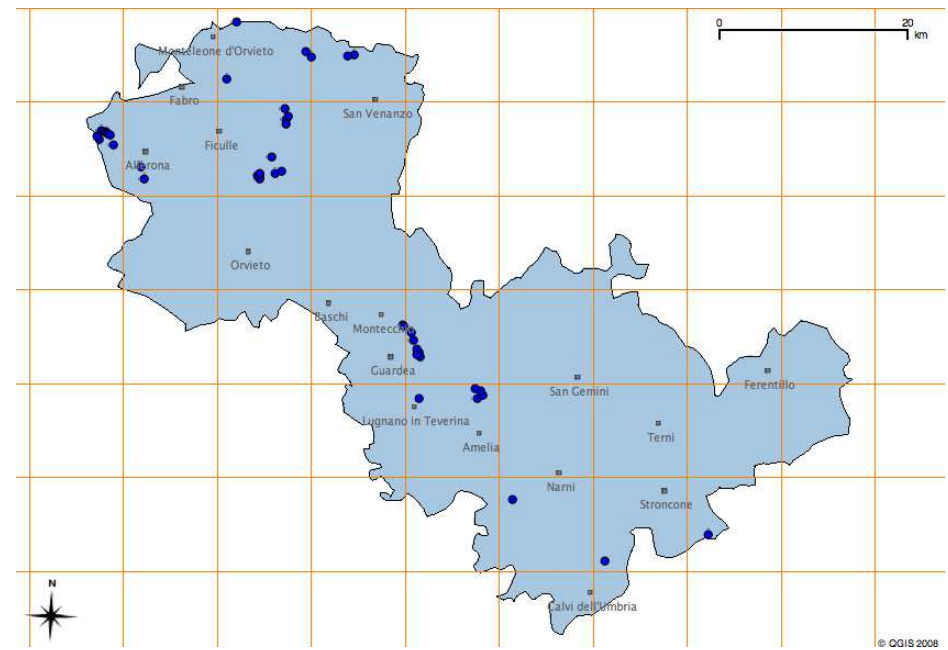 0 20
km
Monteleone d'Orvieto
Fabro
San Venanzo
Ficulle
Allerona
Orvieto
Baschi
Montecchio
Guardea
San Gemini
Ferentillo
Lugnano in Teverina
Terni
Amelia
Narni
Stroncone
N
Calvi dell'Umbria
© QGIS 2008